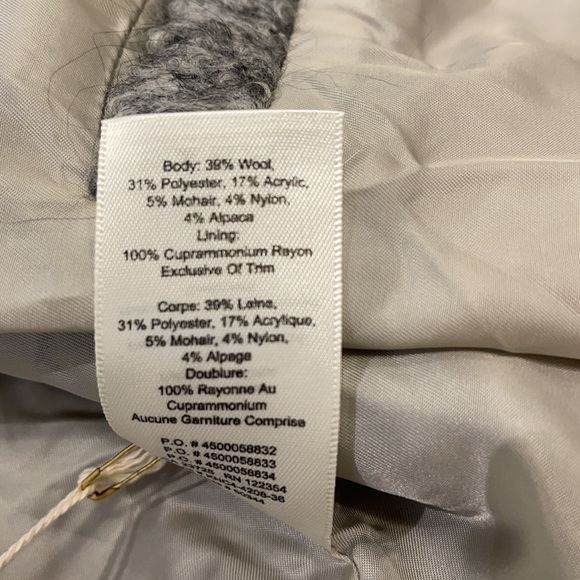 Body: 39% Wool,
31% Polyester, 17% Acrylic,
5% Mohair, 4% Nylon,
4% Alpaca
Lining:
100% Cuprammonium Rayon
Exclusive Of Trim
Corps: 39% Laine,
31% Polyester, 17% Acrylique,
5% Mohair, 4% Nylon,
4% Alpage
Doublure:
100% Rayonne Au
Cuprammonium
Aucune Garniture Comprise
P.O. # 4500058832
P.O. # 4500058833
P.O. # 4500058834
RN 122354